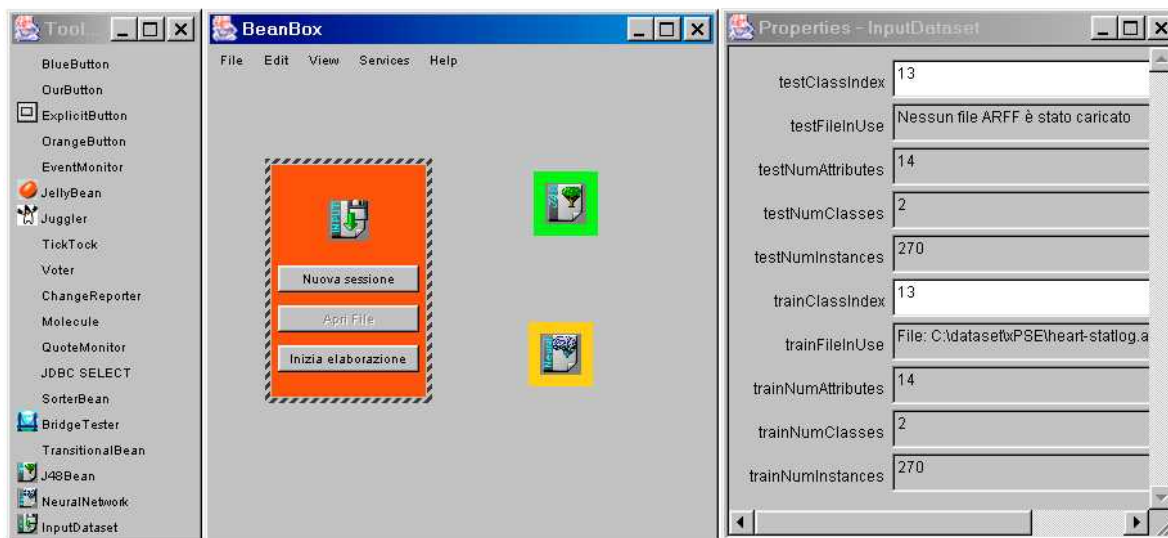 Tool...
BlueButton
OurButton
ExplicitButton
OrangeButton
EventMonitor
JellyBean
Juggler
TickTock
Voter
ChangeReporter
Molecule
QuoteMonitor
JDBC SELECT
SorterBean
BridgeTester
TransitionalBean
J48Bean
NeuralNetwork
InputDataset
BeanBox
File Edit View Services Help
Nuova sessione
Apri File
Inizia elaborazione
Properties - InputDataset
testClassIndex 13
testFileInUse Nessun file ARFF è stato caricato
testNumAttributes 14
testNumClasses 2
testNumInstances 270
trainClassIndex 13
trainFileInUse File: C:\dataset\xPSE\heart-statlog.a
trainNumAttributes 14
trainNumClasses 2
trainNumInstances 270